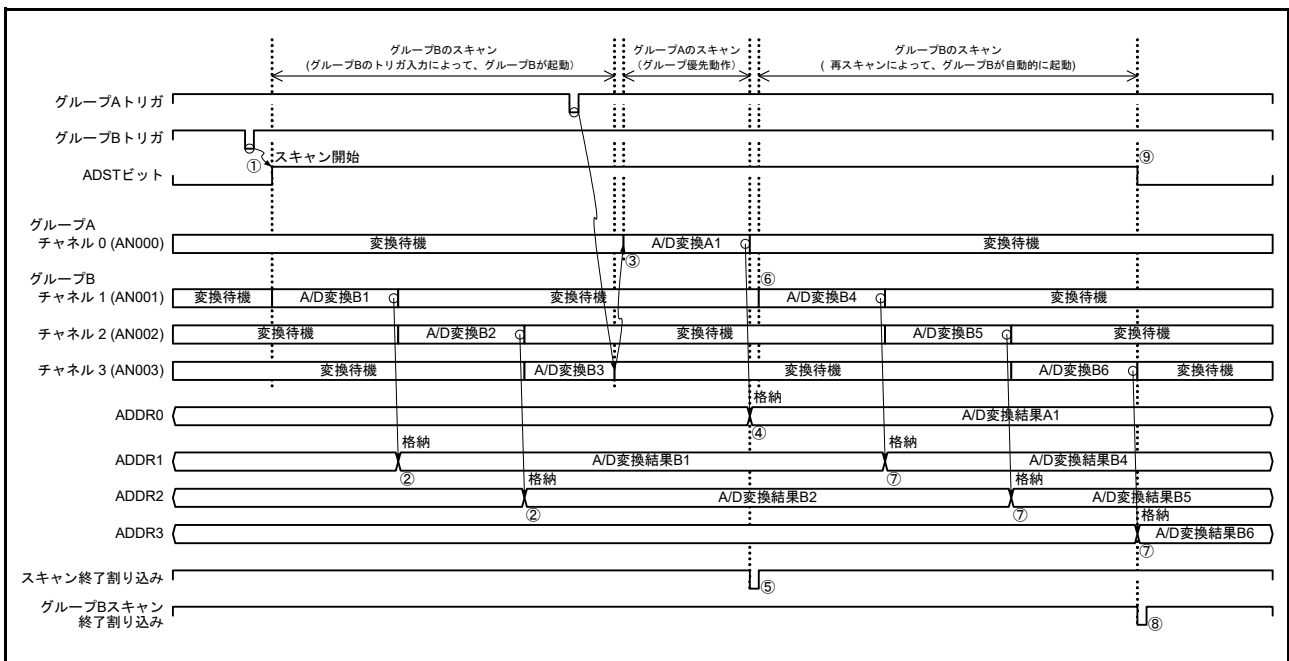 グループBのスキャン
(グループBのトリガ入力によって、グループBが起動)
グループAのスキャン
(グループ優先動作)
グループBのスキャン
( 再スキャンによって、グループBが自動的に起動)
グループAトリガ
グループBトリガ
① スキャン開始 ⑨
ADSTビット
グループA
チャネル 0 (AN000) 変換待機 A/D変換A1 変換待機
③
グループB ⑥
チャネル 1 (AN001) 変換待機 A/D変換B1 変換待機 A/D変換B4 変換待機
チャネル 2 (AN002) 変換待機 A/D変換B2 変換待機 A/D変換B5 変換待機
チャネル 3 (AN003) 変換待機 A/D変換B3 変換待機 A/D変換B6 変換待機
格納
ADDR0 A/D変換結果A1
④
格納 格納
ADDR1 A/D変換結果B1 A/D変換結果B4
② ⑦
格納 格納
ADDR2 A/D変換結果B2 A/D変換結果B5
② ⑦
格納
ADDR3 A/D変換結果B6
⑦
スキャン終了割り込み ⑤
グループBスキャン
終了割り込み ⑧